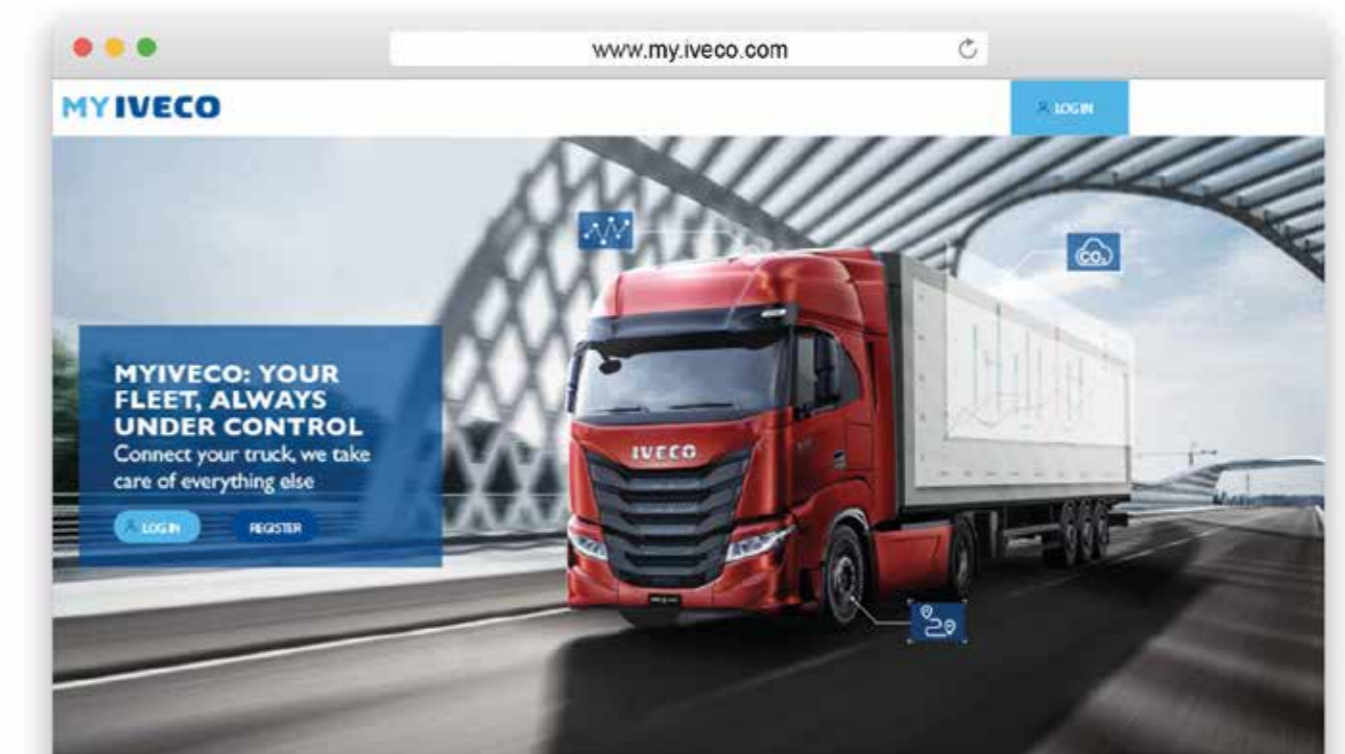 www.my.iveco.com
MYIVECO
LOG IN
CO₂
MYIVECO: YOUR
FLEET, ALWAYS
UNDER CONTROL
Connect your truck, we take
care of everything else
LOG IN
REGISTER
IVECO